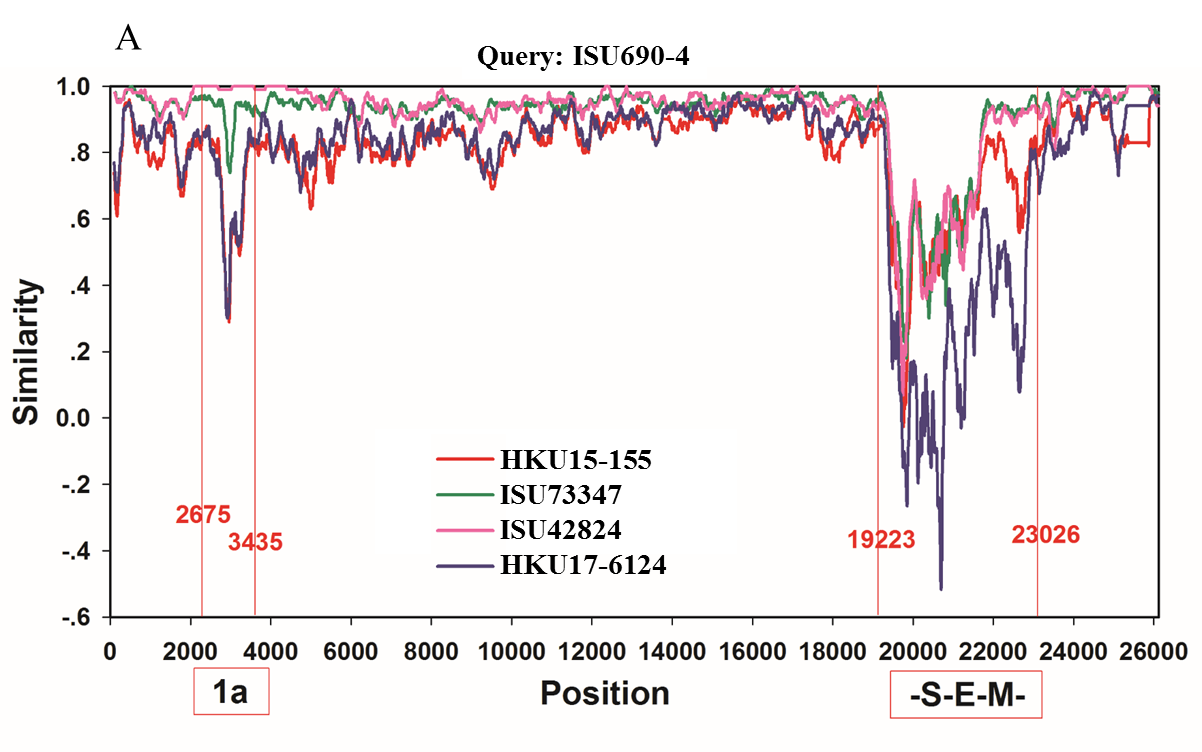 A
Query: ISU690-4
1.0
.8
.6
.4
.2
0.0
-.2
-.4
-.6
Similarity
HKU15-155
ISU73347
ISU42824
HKU17-6124
2675
3435
19223
23026
0 2000 4000 6000 8000 10000 12000 14000 16000 18000 20000 22000 24000 26000
1a
Position
-S-E-M-